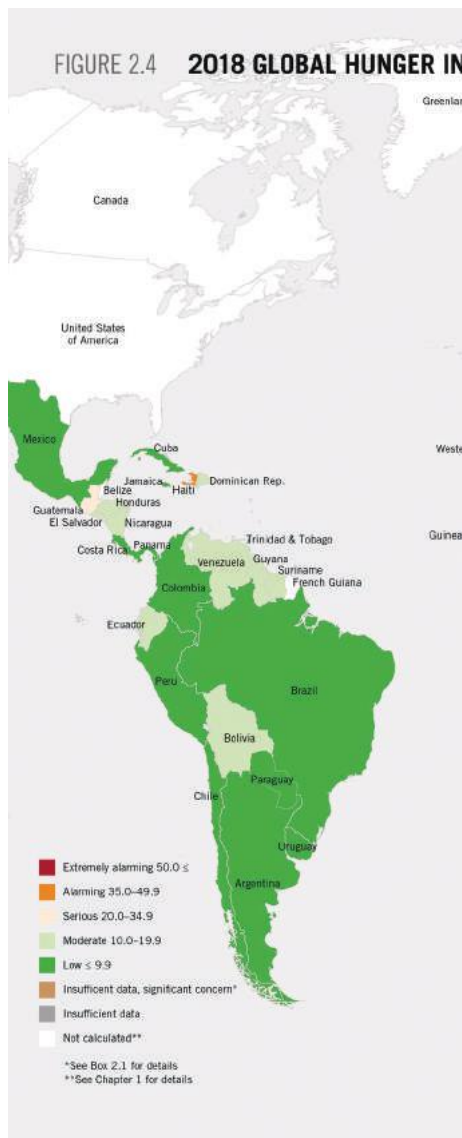 FIGURE 2.4 2018 GLOBAL HUNGER IN
Greenlan
Canada
United States
of America
Mexico
Cuba
Weste
Jamaica
Haiti
Dominican Rep.
Belize
Guatemala
Honduras
El Salvador
Nicaragua
Costa Rica
Panama
Trinidad & Tobago
Guinea
Venezuela
Guyana
Suriname
French Guiana
Colombia
Ecuador
Peru
Brazil
Bolivia
Paraguay
Chile
Uruguay
Argentina
Extremely alarming 50.0 ≤
Alarming 35.0–49.9
Serious 20.0–34.9
Moderate 10.0–19.9
Low ≤ 9.9
Insufficent data, significant concern*
Insufficient data
Not calculated**
*See Box 2.1 for details
**See Chapter 1 for details